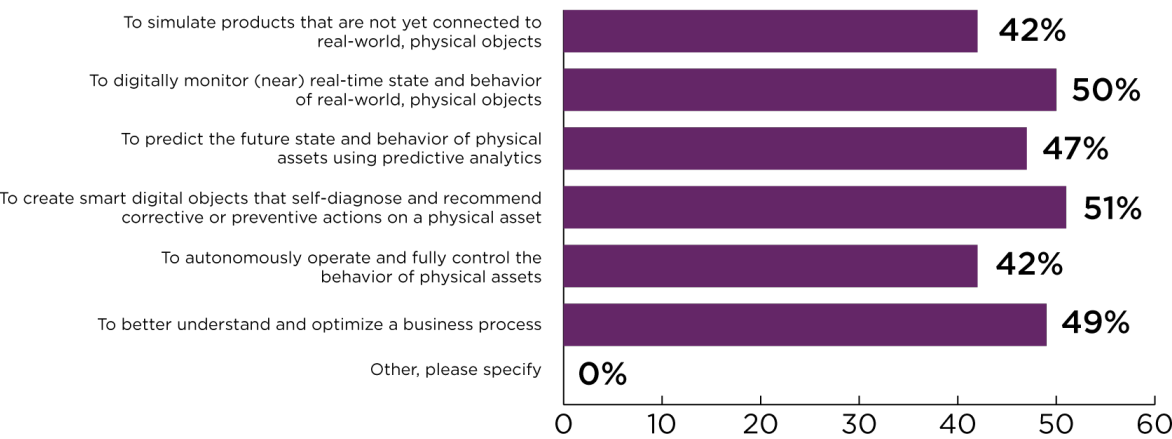 To simulate products that are not yet connected to
real-world, physical objects
42%
To digitally monitor (near) real-time state and behavior
of real-world, physical objects
50%
To predict the future state and behavior of physical
assets using predictive analytics
47%
To create smart digital objects that self-diagnose and recommend
corrective or preventive actions on a physical asset
51%
To autonomously operate and fully control the
behavior of physical assets
42%
To better understand and optimize a business process
49%
Other, please specify
0%
0 10 20 30 40 50 60